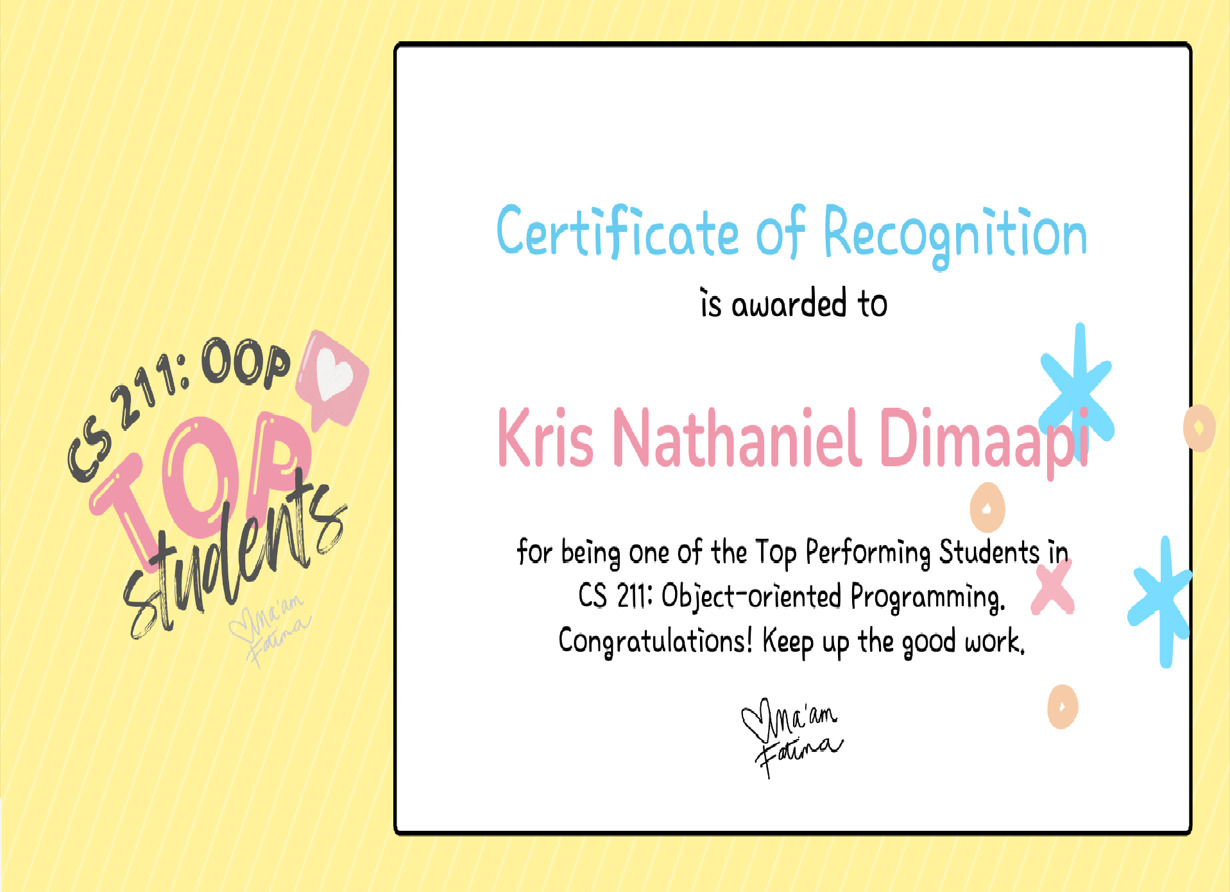 CS 211: OOP
TOP
students
Ma'am
Fatima
Certificate of Recognition
is awarded to
Kris Nathaniel Dimaapi
for being one of the Top Performing Students in
CS 211: Object-oriented Programming.
Congratulations! Keep up the good work.
Ma'am
Fatima